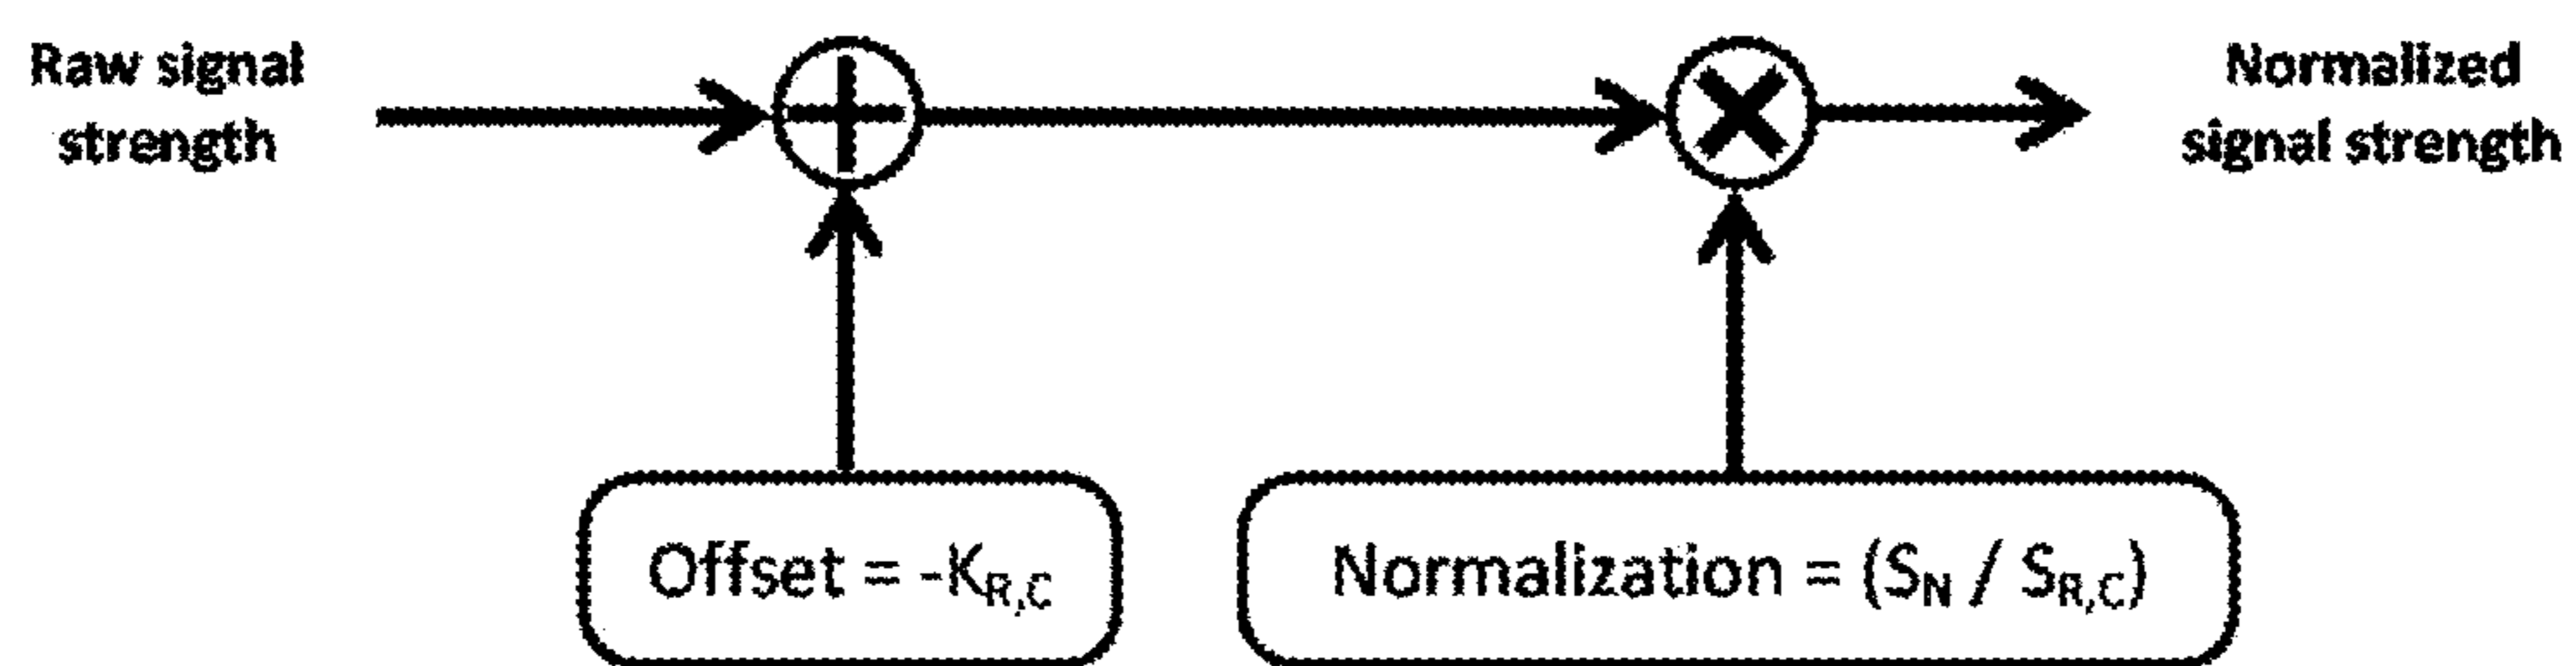 Raw signal
strength
Normalized
signal strength
Offset = -K_R,C
Normalization = (S_N / S_R,C)